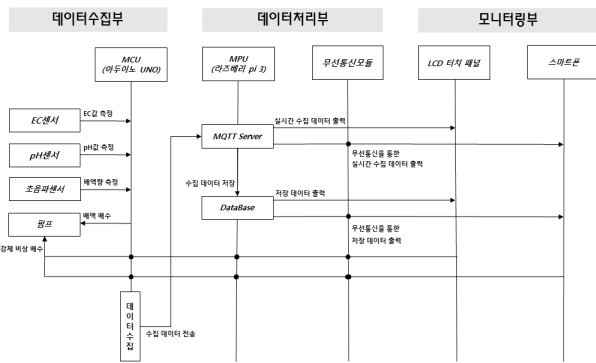 데이터수집부
데이터처리부
모니터링부
MCU
(아두이노 UNO)
MPU
(라즈베리 pi 3)
무선통신모듈
LCD 터치 패널
스마트폰
EC센서
EC값 측정
pH센서
pH값 측정
초음파센서
배액량 측정
펌프
배액 배수
강제 비상 배수
MQTT Server
실시간 수집 데이터 출력
무선통신을 통한
실시간 수집 데이터 출력
수집 데이터 저장
DataBase
저장 데이터 출력
무선통신을 통한
저장 데이터 출력
데
이
터
수
집
수집 데이터 전송